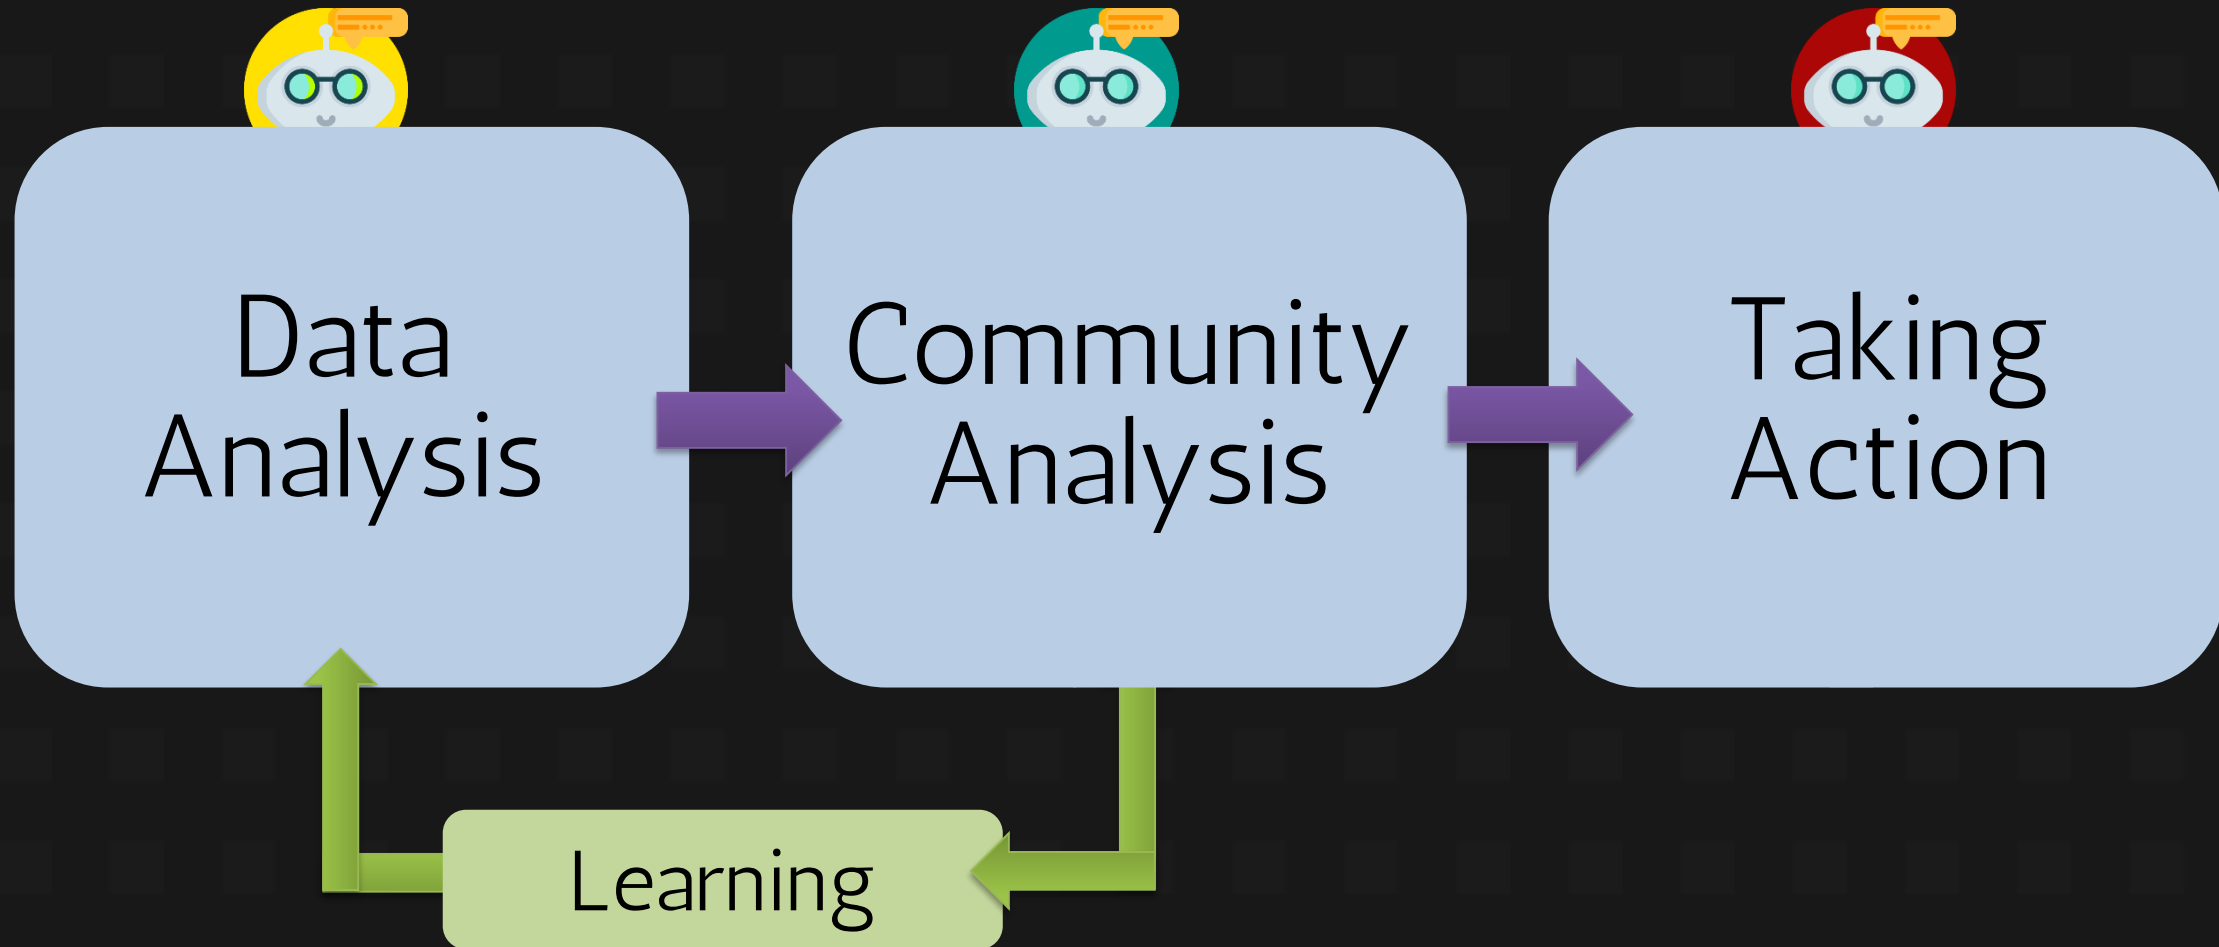 Data
Analysis
Community
Analysis
Taking
Action
Learning